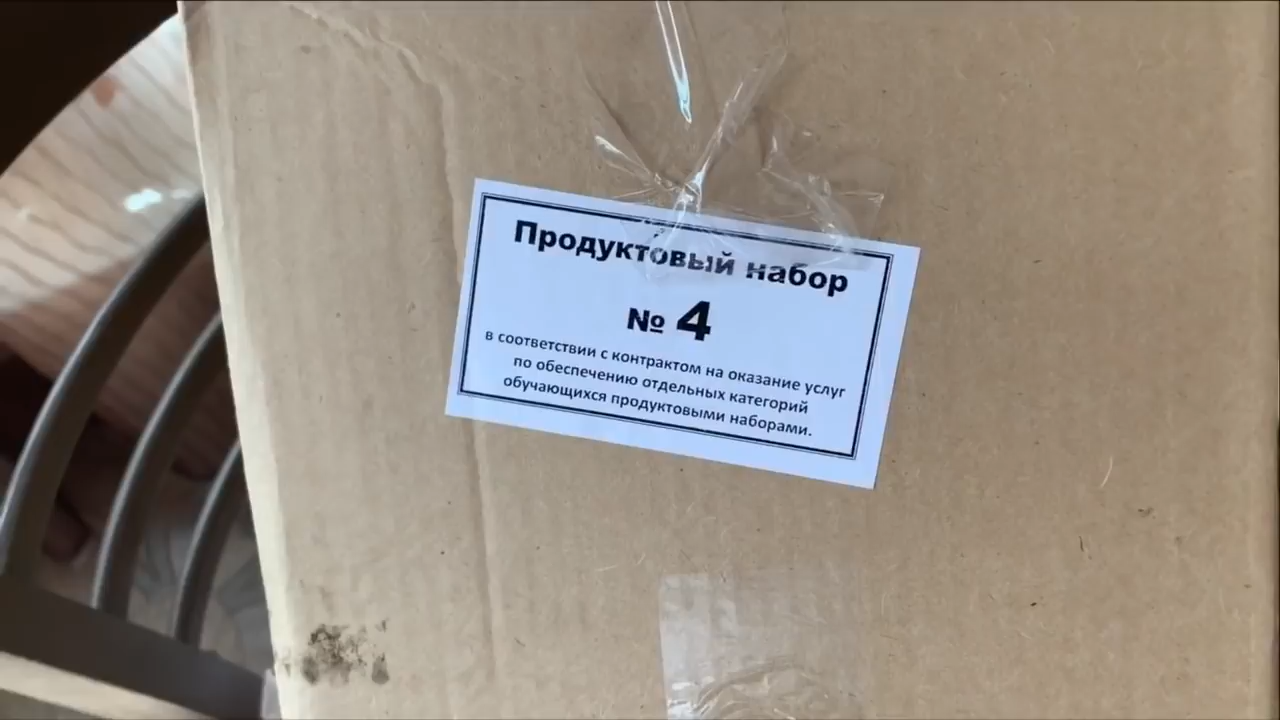 Продуктовый набор
№ 4
в соответствии с контрактом на оказание услуг
по обеспечению отдельных категорий
обучающихся продуктовыми наборами.